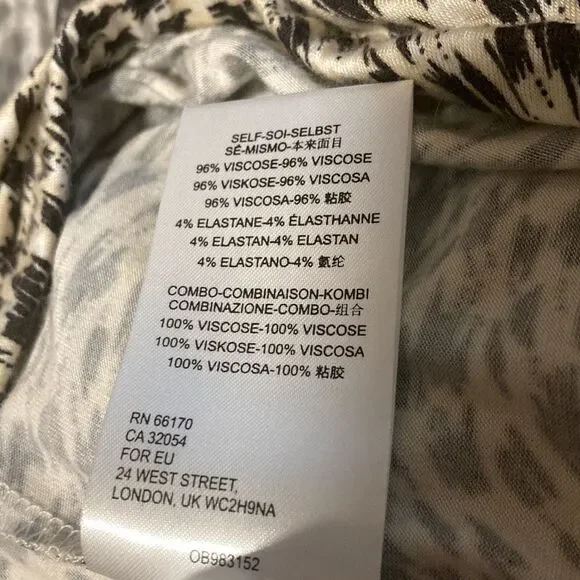 SELF-SOI-SELBST
SÉ-MISMO-本来面目
96% VISCOSE-96% VISCOSE
96% VISKOSE-96% VISCOSA
96% VISCOSA-96% 粘胶
4% ELASTANE-4% ÉLASTHANNE
4% ELASTAN-4% ELASTAN
4% ELASTANO-4% 氨纶
COMBO-COMBINAISON-KOMBI
COMBINAZIONE-COMBO-组合
100% VISCOSE-100% VISCOSE
100% VISKOSE-100% VISCOSA
100% VISCOSA-100% 粘胶
RN 66170
CA 32054
FOR EU
24 WEST STREET,
LONDON, UK WC2H9NA
OB983152